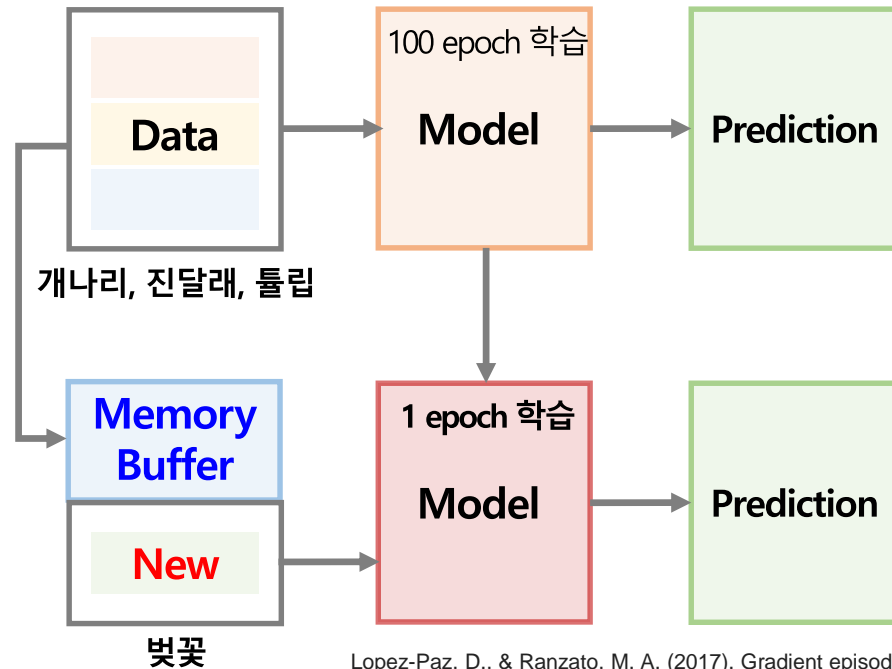 100 epoch 학습
Data
Model
Prediction
개나리, 진달래, 튤립
Memory
Buffer
1 epoch 학습
Model
Prediction
New
벚꽃
Lopez-Paz, D., & Ranzato, M. A. (2017). Gradient episod